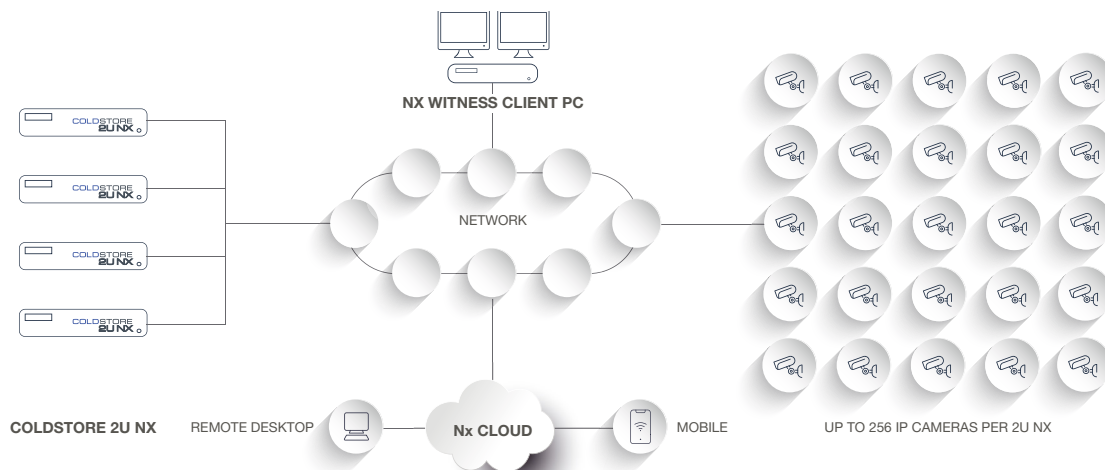 NX WITNESS CLIENT PC
COLDSTORE
2U NX
COLDSTORE
2U NX
COLDSTORE
2U NX
COLDSTORE
2U NX
NETWORK
COLDSTORE 2U NX
REMOTE DESKTOP
Nx CLOUD
MOBILE
UP TO 256 IP CAMERAS PER 2U NX